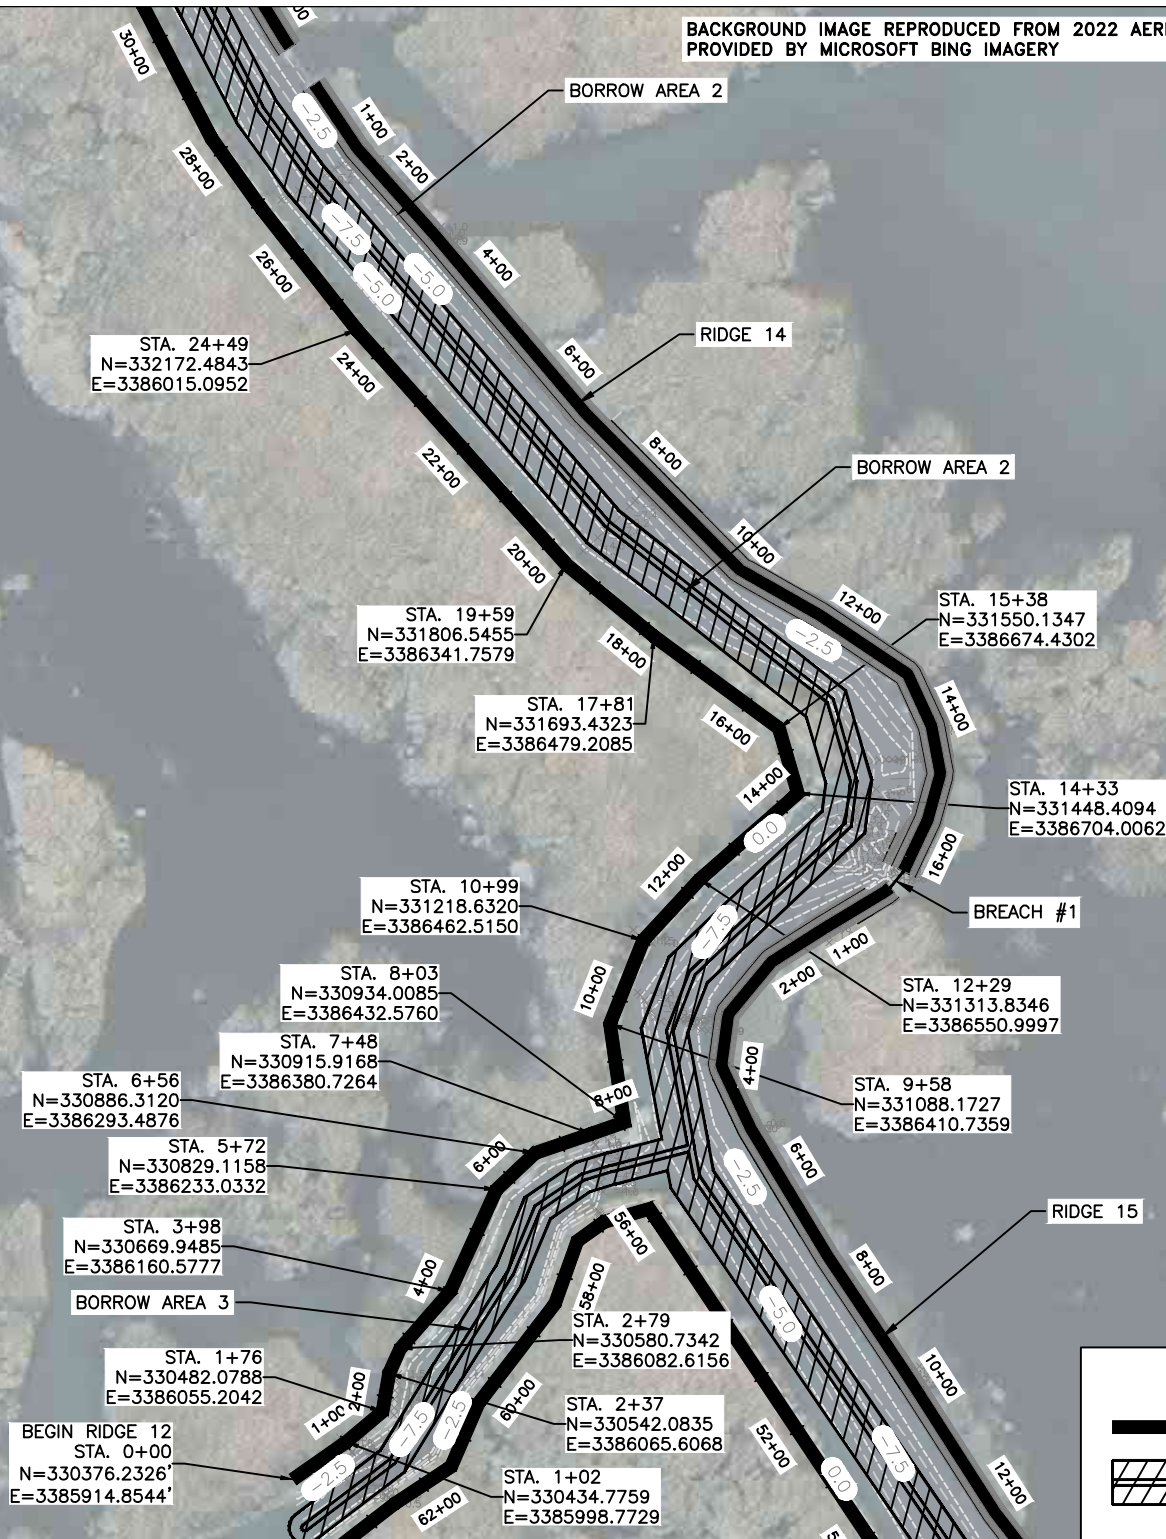 BACKGROUND IMAGE REPRODUCED FROM 2022 AERI
PROVIDED BY MICROSOFT BING IMAGERY
00
30+00
BORROW AREA 2
-2.5
1+00
2+00
28+00
-7.5
-5.0
-5.0
4+00
26+00
RIDGE 14
STA. 24+49
N=332172.4843
E=3386015.0952
6+00
24+00
8+00
22+00
BORROW AREA 2
10+00
20+00
12+00
STA. 15+38
N=331550.1347
E=3386674.4302
STA. 19+59
N=331806.5455
E=3386341.7579
-2.5
18+00
STA. 17+81
N=331693.4323
E=3386479.2085
16+00
14+00
14+00
STA. 14+33
N=331448.4094
E=3386704.0062
0.0
16+00
12+00
STA. 10+99
N=331218.6320
E=3386462.5150
BREACH #1
-7.5
1+00
2+00
STA. 8+03
N=330934.0085
E=3386432.5760
10+00
STA. 12+29
N=331313.8346
E=3386550.9997
STA. 7+48
N=330915.9168
E=3386380.7264
4+00
STA. 6+56
N=330886.3120
E=3386293.4876
8+00
STA. 9+58
N=331088.1727
E=3386410.7359
6+00
6+00
STA. 5+72
N=330829.1158
E=3386233.0332
-2.5
RIDGE 15
STA. 3+98
N=330669.9485
E=3386160.5777
56+00
8+00
4+00
58+00
BORROW AREA 3
-5.0
STA. 2+79
N=330580.7342
E=3386082.6156
STA. 1+76
N=330482.0788
E=3386055.2042
2+00
10+00
60+00
1+00
STA. 2+37
N=330542.0835
E=3386065.6068
-7.5
-2.5
BEGIN RIDGE 12
STA. 0+00
N=330376.2326'
E=3385914.8544'
52+00
-7.5
-2.5
0.0
STA. 1+02
N=330434.7759
E=3385998.7729
12+00
62+00